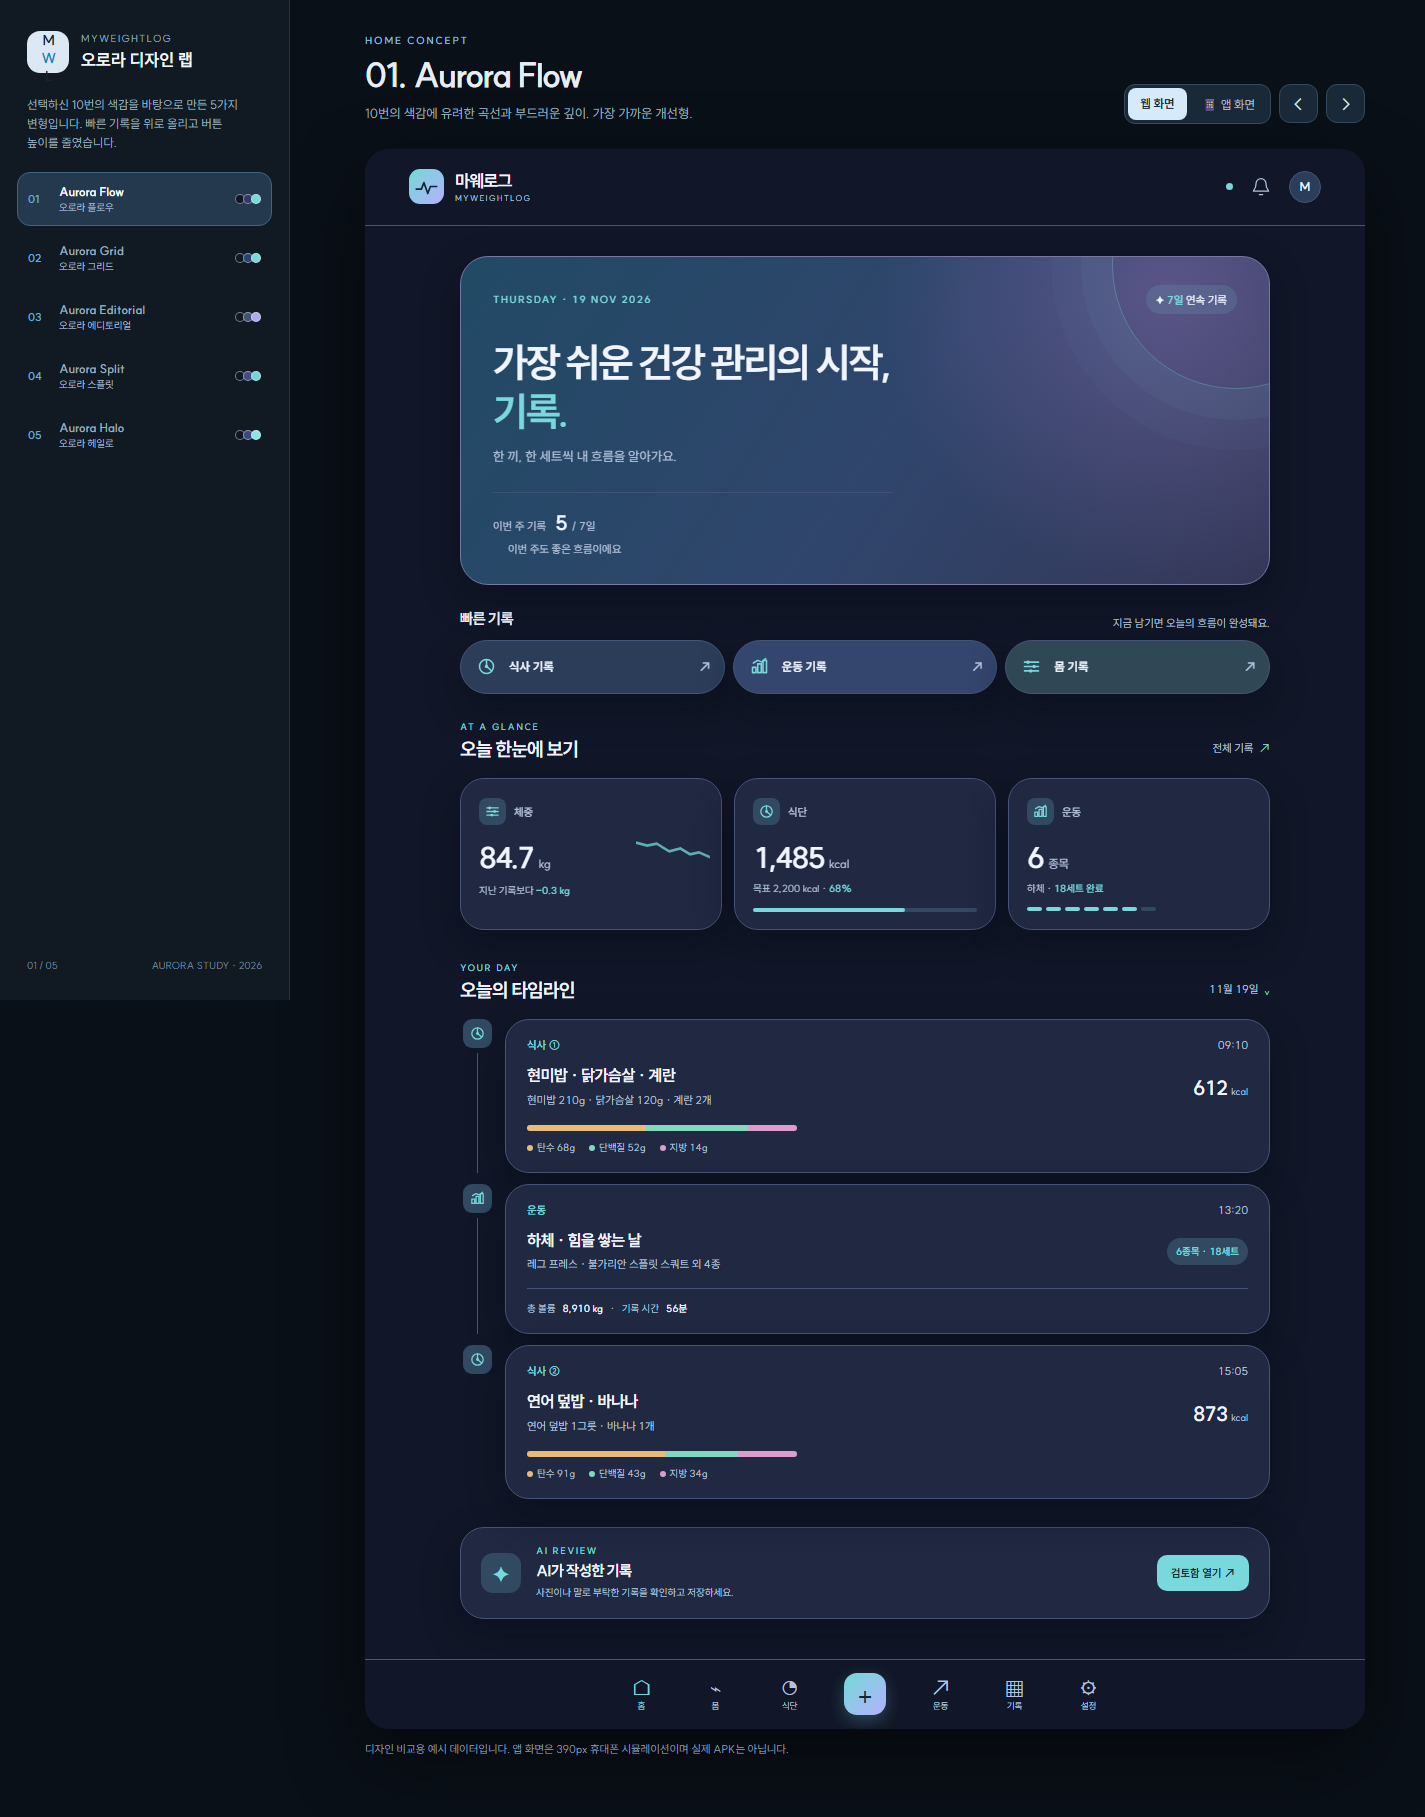 M
W
L
MYWEIGHTLOG
오로라 디자인 랩
선택하신 10번의 색감을 바탕으로 만든 5가지
변형입니다. 빠른 기록을 위로 올리고 버튼
높이를 줄였습니다.
01
Aurora Flow
오로라 플로우
02
Aurora Grid
오로라 그리드
03
Aurora Editorial
오로라 에디토리얼
04
Aurora Split
오로라 스플릿
05
Aurora Halo
오로라 헤일로
01 / 05
AURORA STUDY · 2026
HOME CONCEPT
01. Aurora Flow
10번의 색감에 유려한 곡선과 부드러운 깊이. 가장 가까운 개선형.
웹 화면
앱 화면
마웨로그
MYWEIGHTLOG
M
THURSDAY · 19 NOV 2026
✦ 7일 연속 기록
가장 쉬운 건강 관리의 시작,
기록.
한 끼, 한 세트씩 내 흐름을 알아가요.
이번 주 기록 5 / 7일
이번 주도 좋은 흐름이에요
빠른 기록
지금 남기면 오늘의 흐름이 완성돼요.
식사 기록 ↗
운동 기록 ↗
몸 기록 ↗
AT A GLANCE
오늘 한눈에 보기
전체 기록 ↗
체중
84.7 kg
지난 기록보다 −0.3 kg
식단
1,485 kcal
목표 2,200 kcal · 68%
운동
6 종목
하체 · 18세트 완료
YOUR DAY
오늘의 타임라인
11월 19일 ⌄
식사 ①
09:10
현미밥 · 닭가슴살 · 계란
현미밥 210g · 닭가슴살 120g · 계란 2개
612 kcal
탄수 68g 단백질 52g 지방 14g
운동
13:20
하체 · 힘을 쌓는 날
레그 프레스 · 불가리안 스플릿 스쿼트 외 4종
6종목 · 18세트
총 볼륨 8,910 kg · 기록 시간 56분
식사 ②
15:05
연어 덮밥 · 바나나
연어 덮밥 1그릇 · 바나나 1개
873 kcal
탄수 91g 단백질 43g 지방 34g
AI REVIEW
AI가 작성한 기록
사진이나 말로 부탁한 기록을 확인하고 저장하세요.
검토함 열기 ↗
홈
몸
식단
+
운동
기록
설정
디자인 비교용 예시 데이터입니다. 앱 화면은 390px 휴대폰 시뮬레이션이며 실제 APK는 아닙니다.